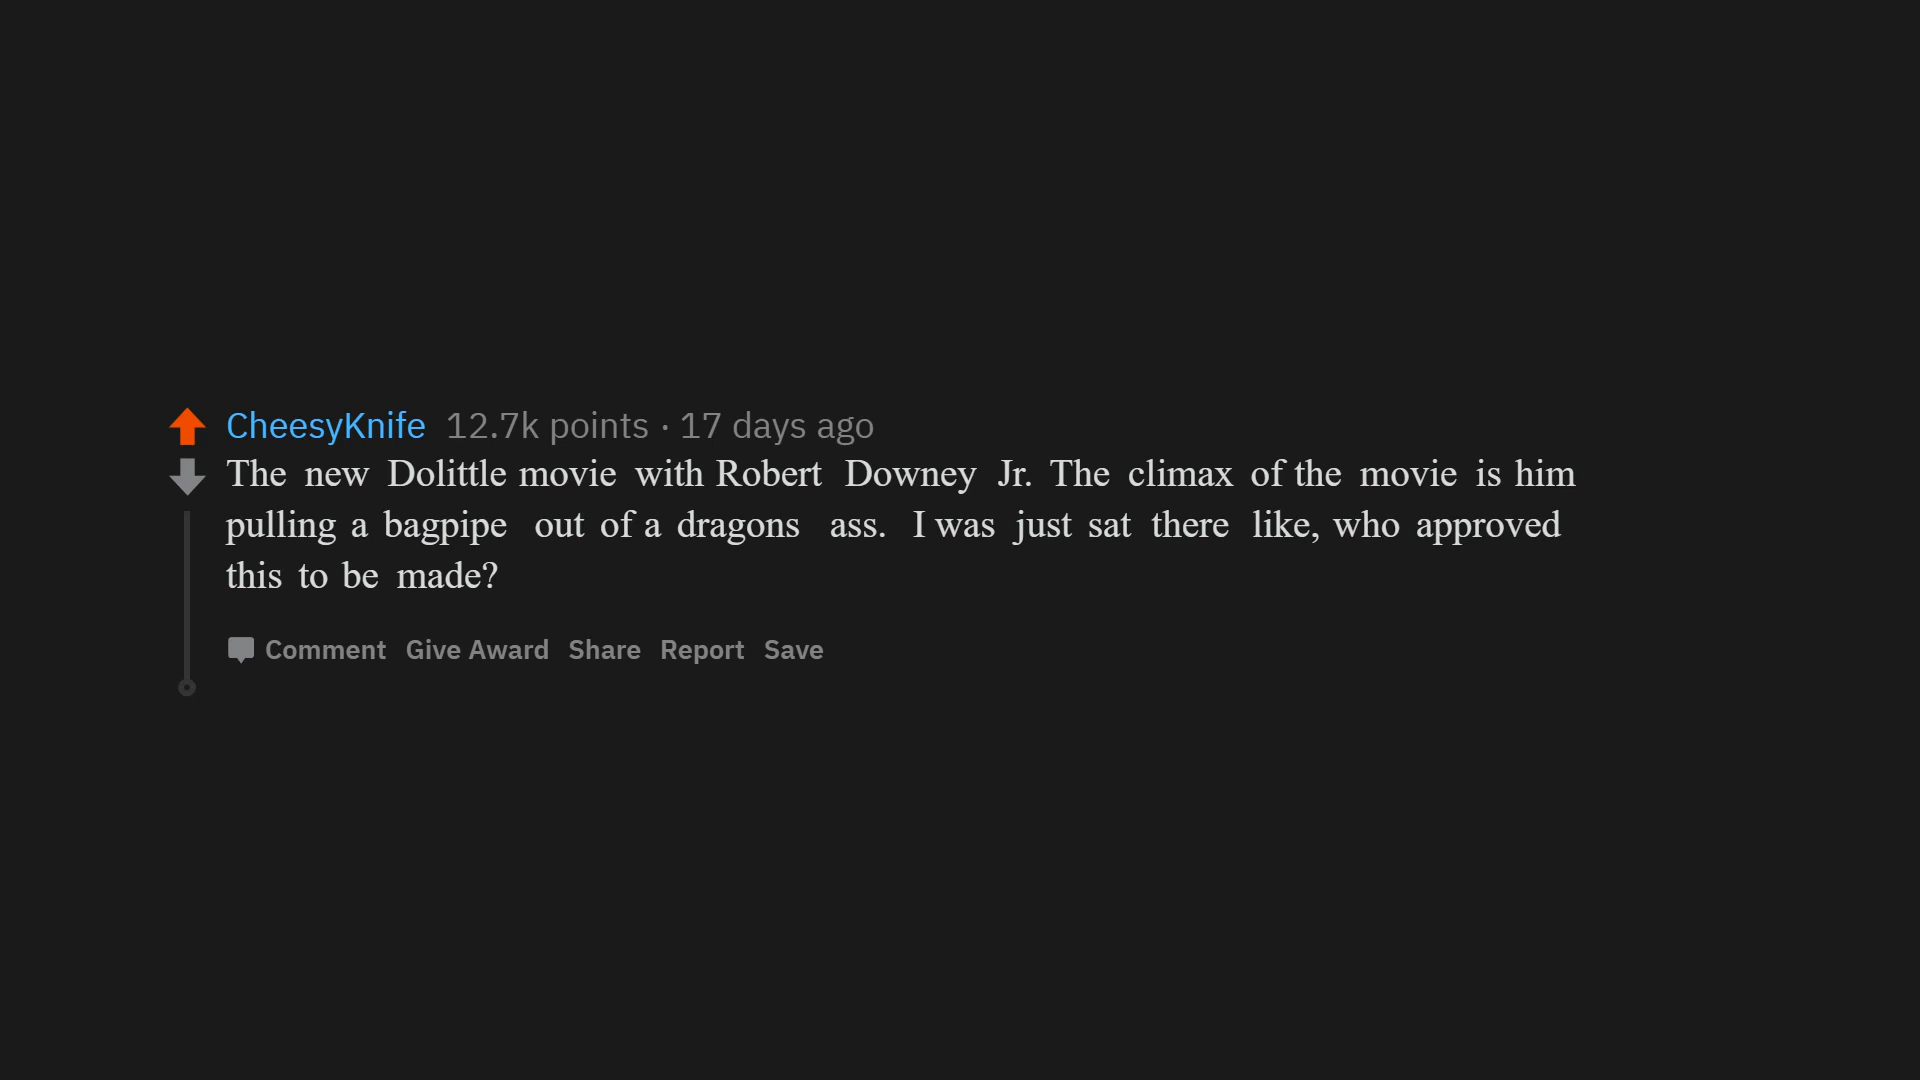 CheesyKnife 12.7k points · 17 days ago
The new Dolittle movie with Robert Downey Jr. The climax of the movie is him
pulling a bagpipe out of a dragons ass. I was just sat there like, who approved
this to be made?
Comment Give Award Share Report Save